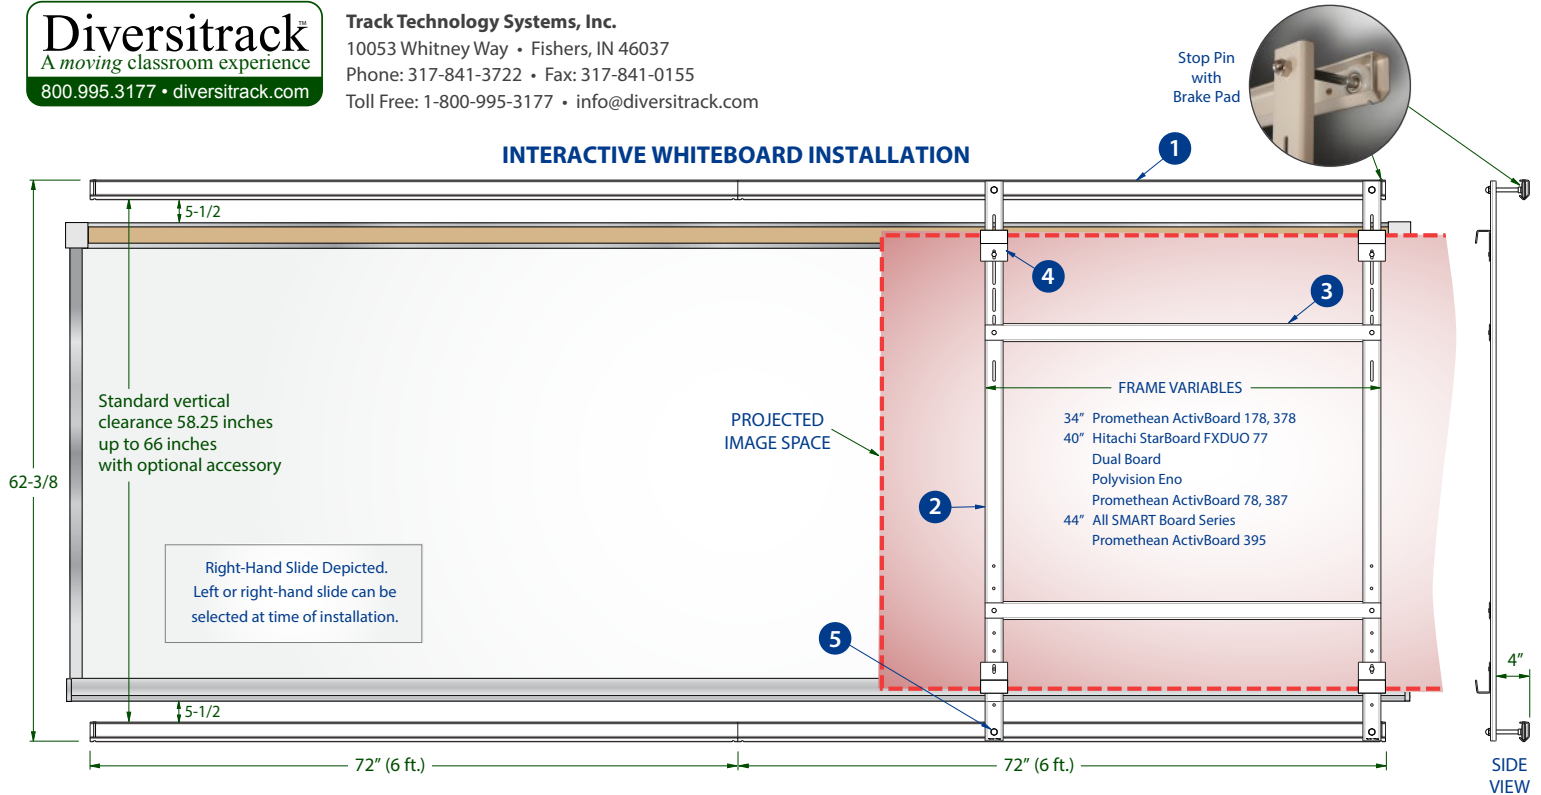 Diversitrack™
A moving classroom experience
800.995.3177 • diversitrack.com
Track Technology Systems, Inc.
10053 Whitney Way • Fishers, IN 46037
Phone: 317-841-3722 • Fax: 317-841-0155
Toll Free: 1-800-995-3177 • info@diversitrack.com
Stop Pin
with
Brake Pad
INTERACTIVE WHITEBOARD INSTALLATION
1
5-1/2
4
3
Standard vertical
clearance 58.25 inches
up to 66 inches
with optional accessory
62-3/8
PROJECTED
IMAGE SPACE
FRAME VARIABLES
34” Promethean ActivBoard 178, 378
40” Hitachi StarBoard FXDUO 77
Dual Board
Polyvision Eno
Promethean ActivBoard 78, 387
44” All SMART Board Series
Promethean ActivBoard 395
2
Right-Hand Slide Depicted.
Left or right-hand slide can be
selected at time of installation.
5
4”
5-1/2
72” (6 ft.)
72” (6 ft.)
SIDE
VIEW